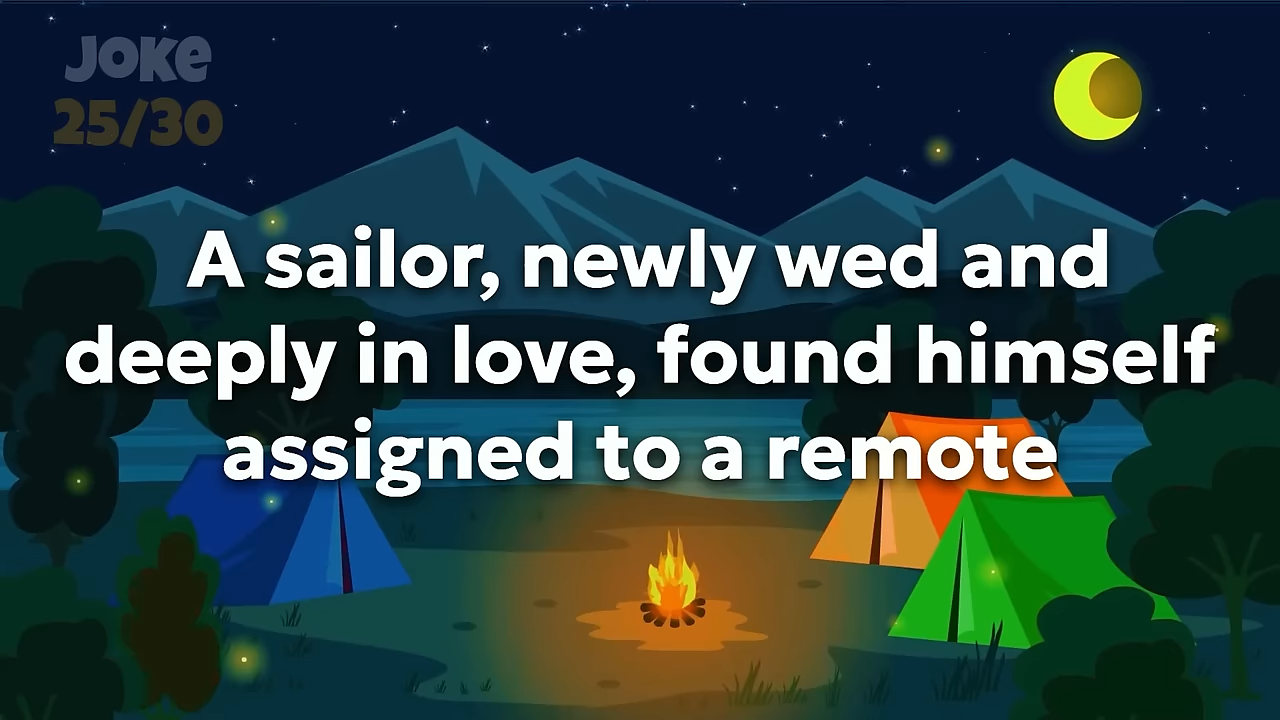 Joke
25/30
A sailor, newly wed and
deeply in love, found himself
assigned to a remote